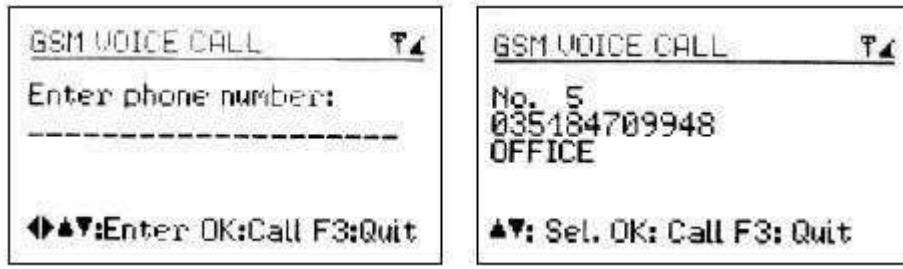 GSM VOICE CALL
Enter phone number:
--------------------
◀▶▲▼:Enter OK:Call F3:Quit
GSM VOICE CALL
No. 5
035184709948
OFFICE
▲▼: Sel. OK: Call F3: Quit